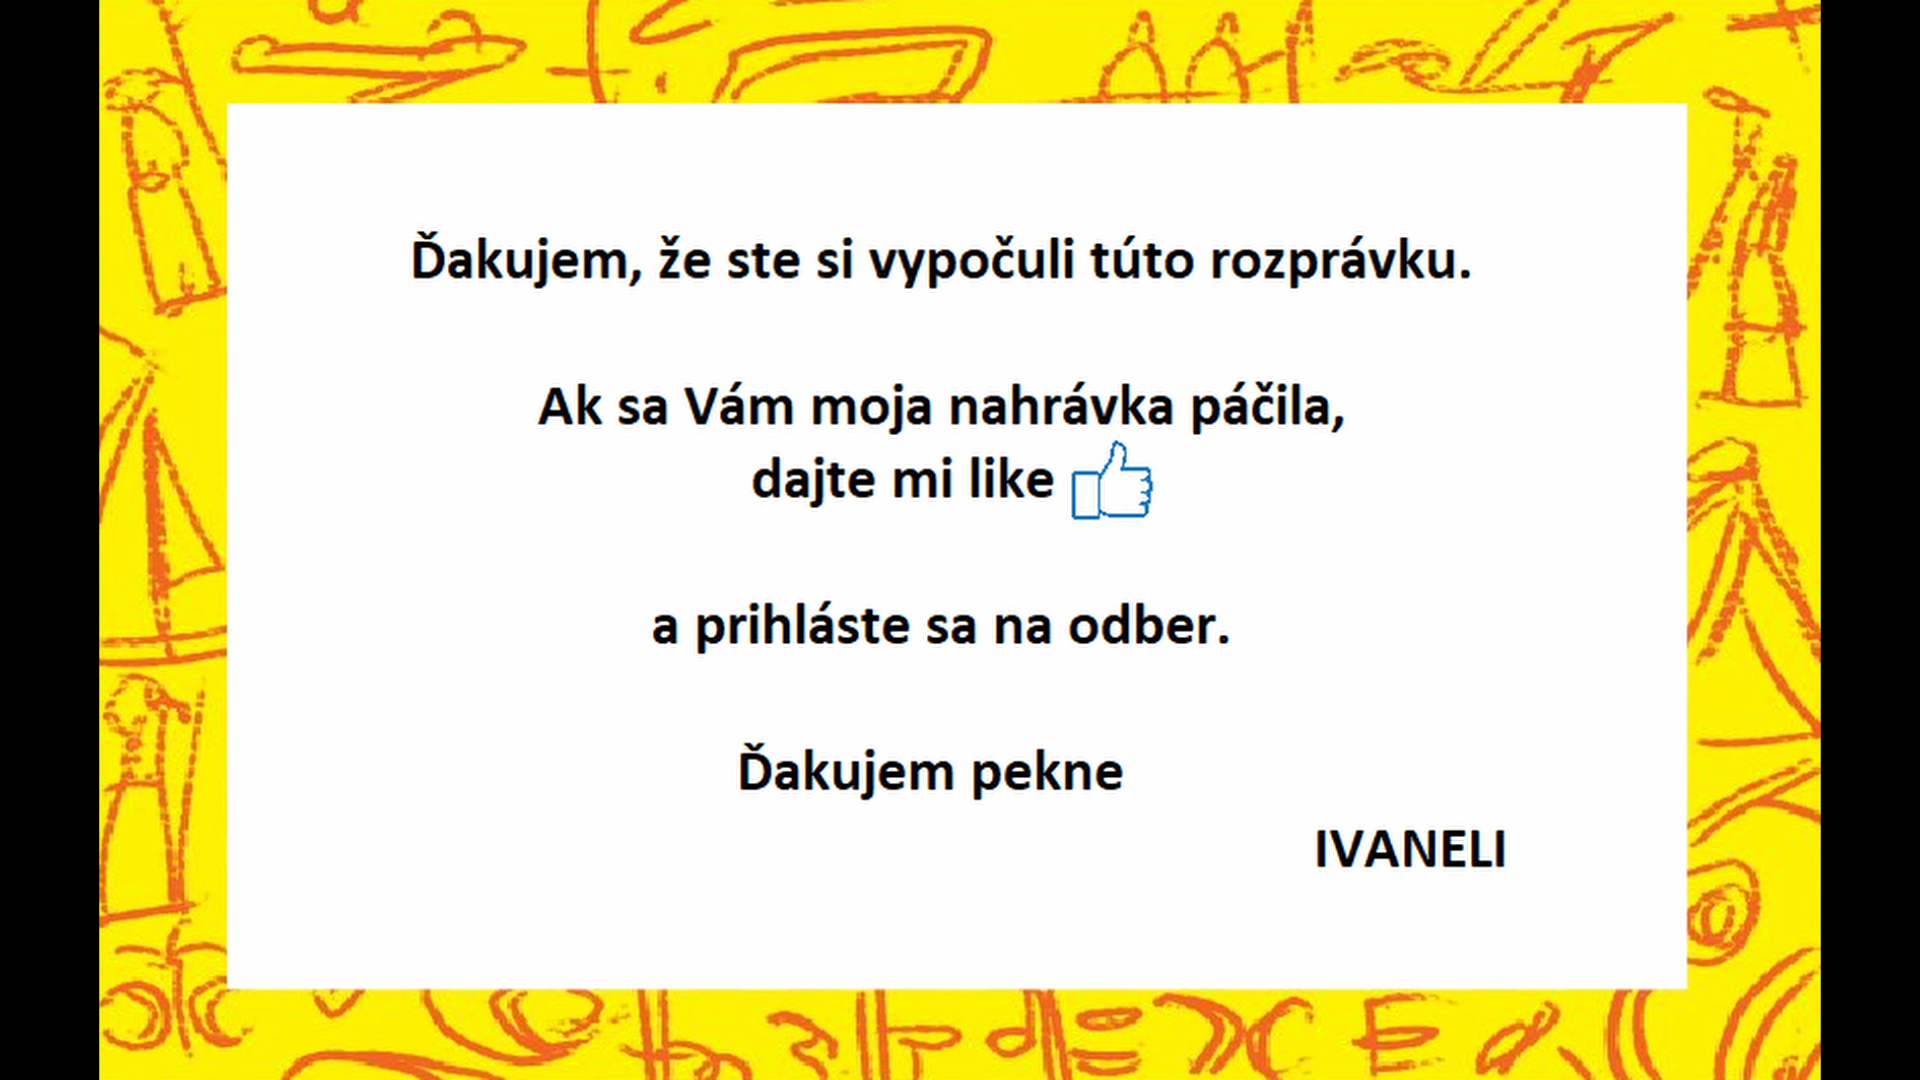 Ďakujem, že ste si vypočuli túto rozprávku.
Ak sa Vám moja nahrávka páčila,
dajte mi like
a prihláste sa na odber.
Ďakujem pekne
IVANELI